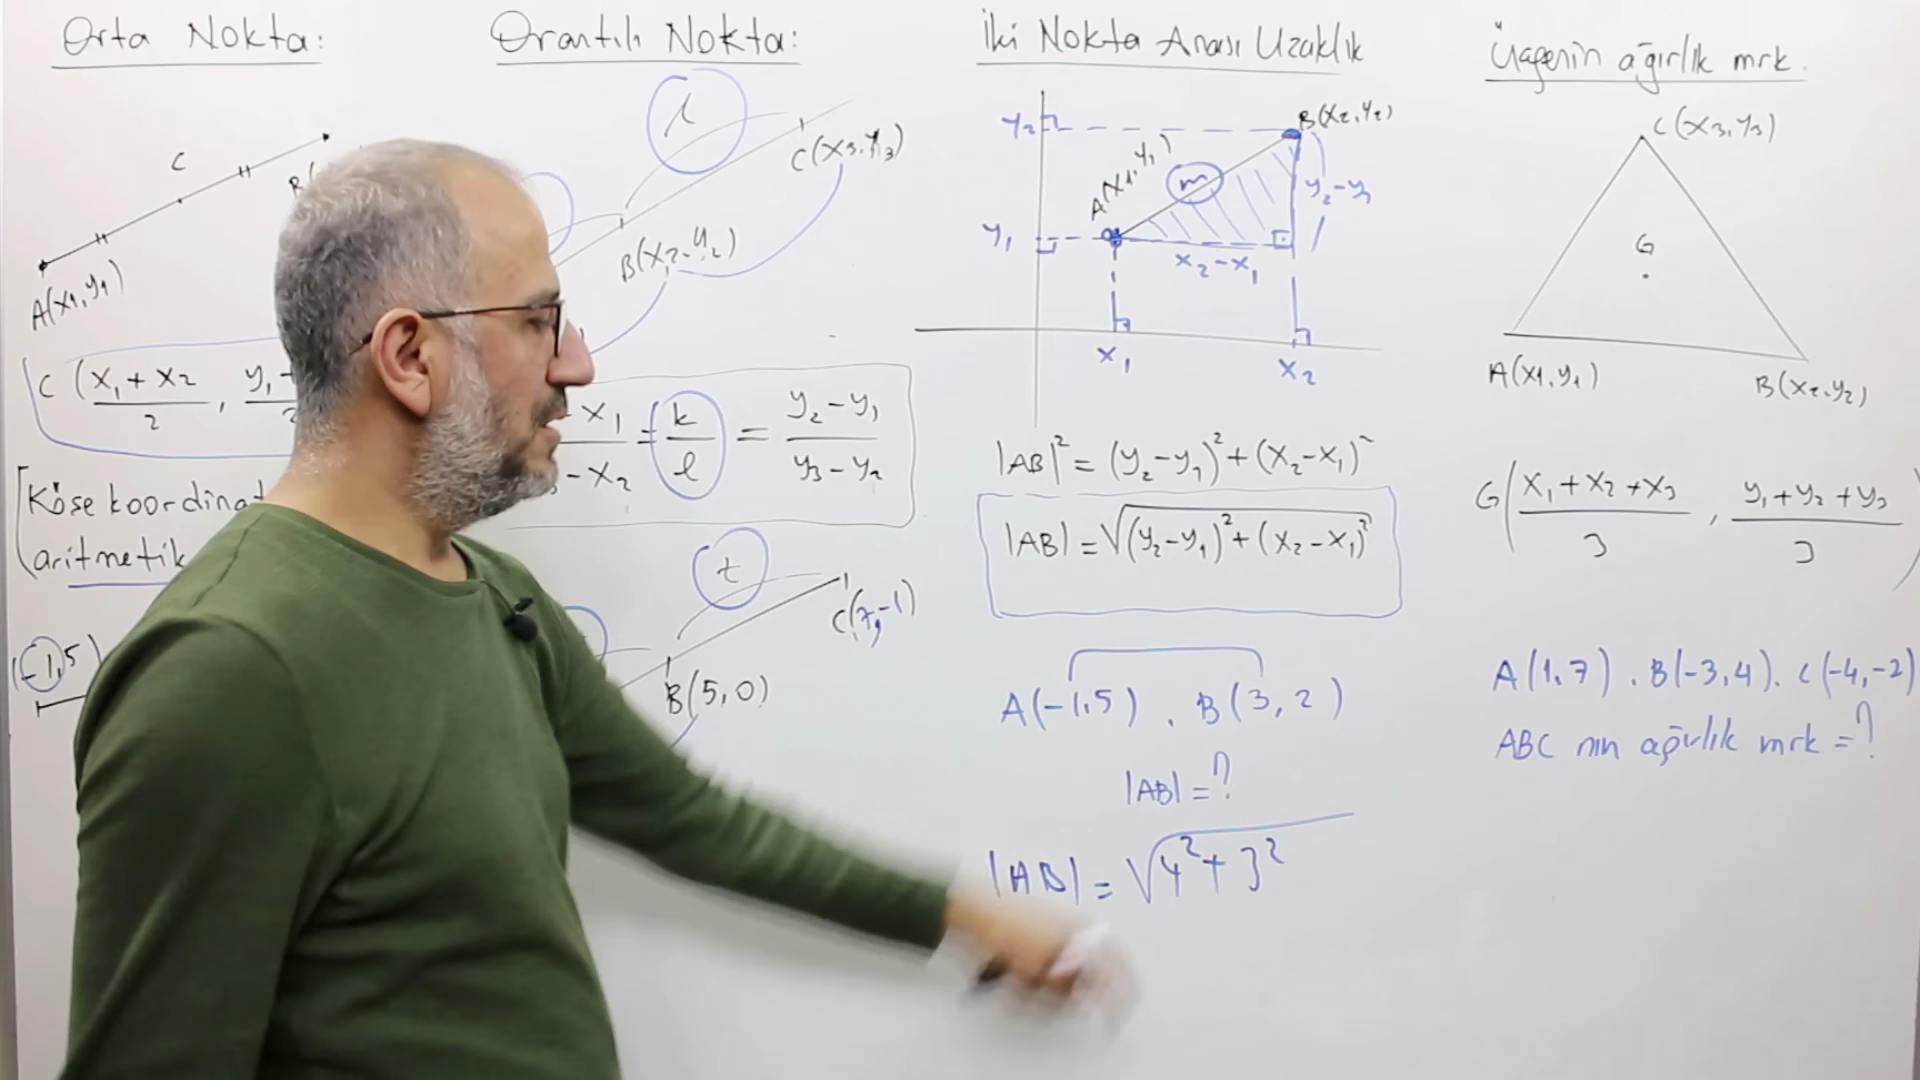 Orta Nokta:
C
A(x₁,y₁)
C (x₁+x₂/2, y₁
Köse koordinat
aritmetik
(-1,5)
Orantılı Nokta:
C(x₃,y₃)
B(x₂,y₂)
x₁/-x₂ = k/l = y₂-y₁/y₃-y₂
t
C(7,-1)
B(5,0)
İki Nokta Arası Uzaklık
y₂
B(x₂,y₂)
A(x₁,y₁)
m
y₁
x₂-x₁
x₁
x₂
|AB|² = (y₂-y₁)²+(x₂-x₁)²
|AB| = √(y₂-y₁)²+(x₂-x₁)²
A(-1,5) , B(3,2)
|AB| = ?
|AB| = √4²+3²
Üçgenin ağırlık mrk.
C(x₃,y₃)
G
A(x₁,y₁)
B(x₂,y₂)
G(x₁+x₂+x₃/3, y₁+y₂+y₃/3)
A(1,7) . B(-3,4). C(-4,-2)
ABC nin ağırlık mrk = ?